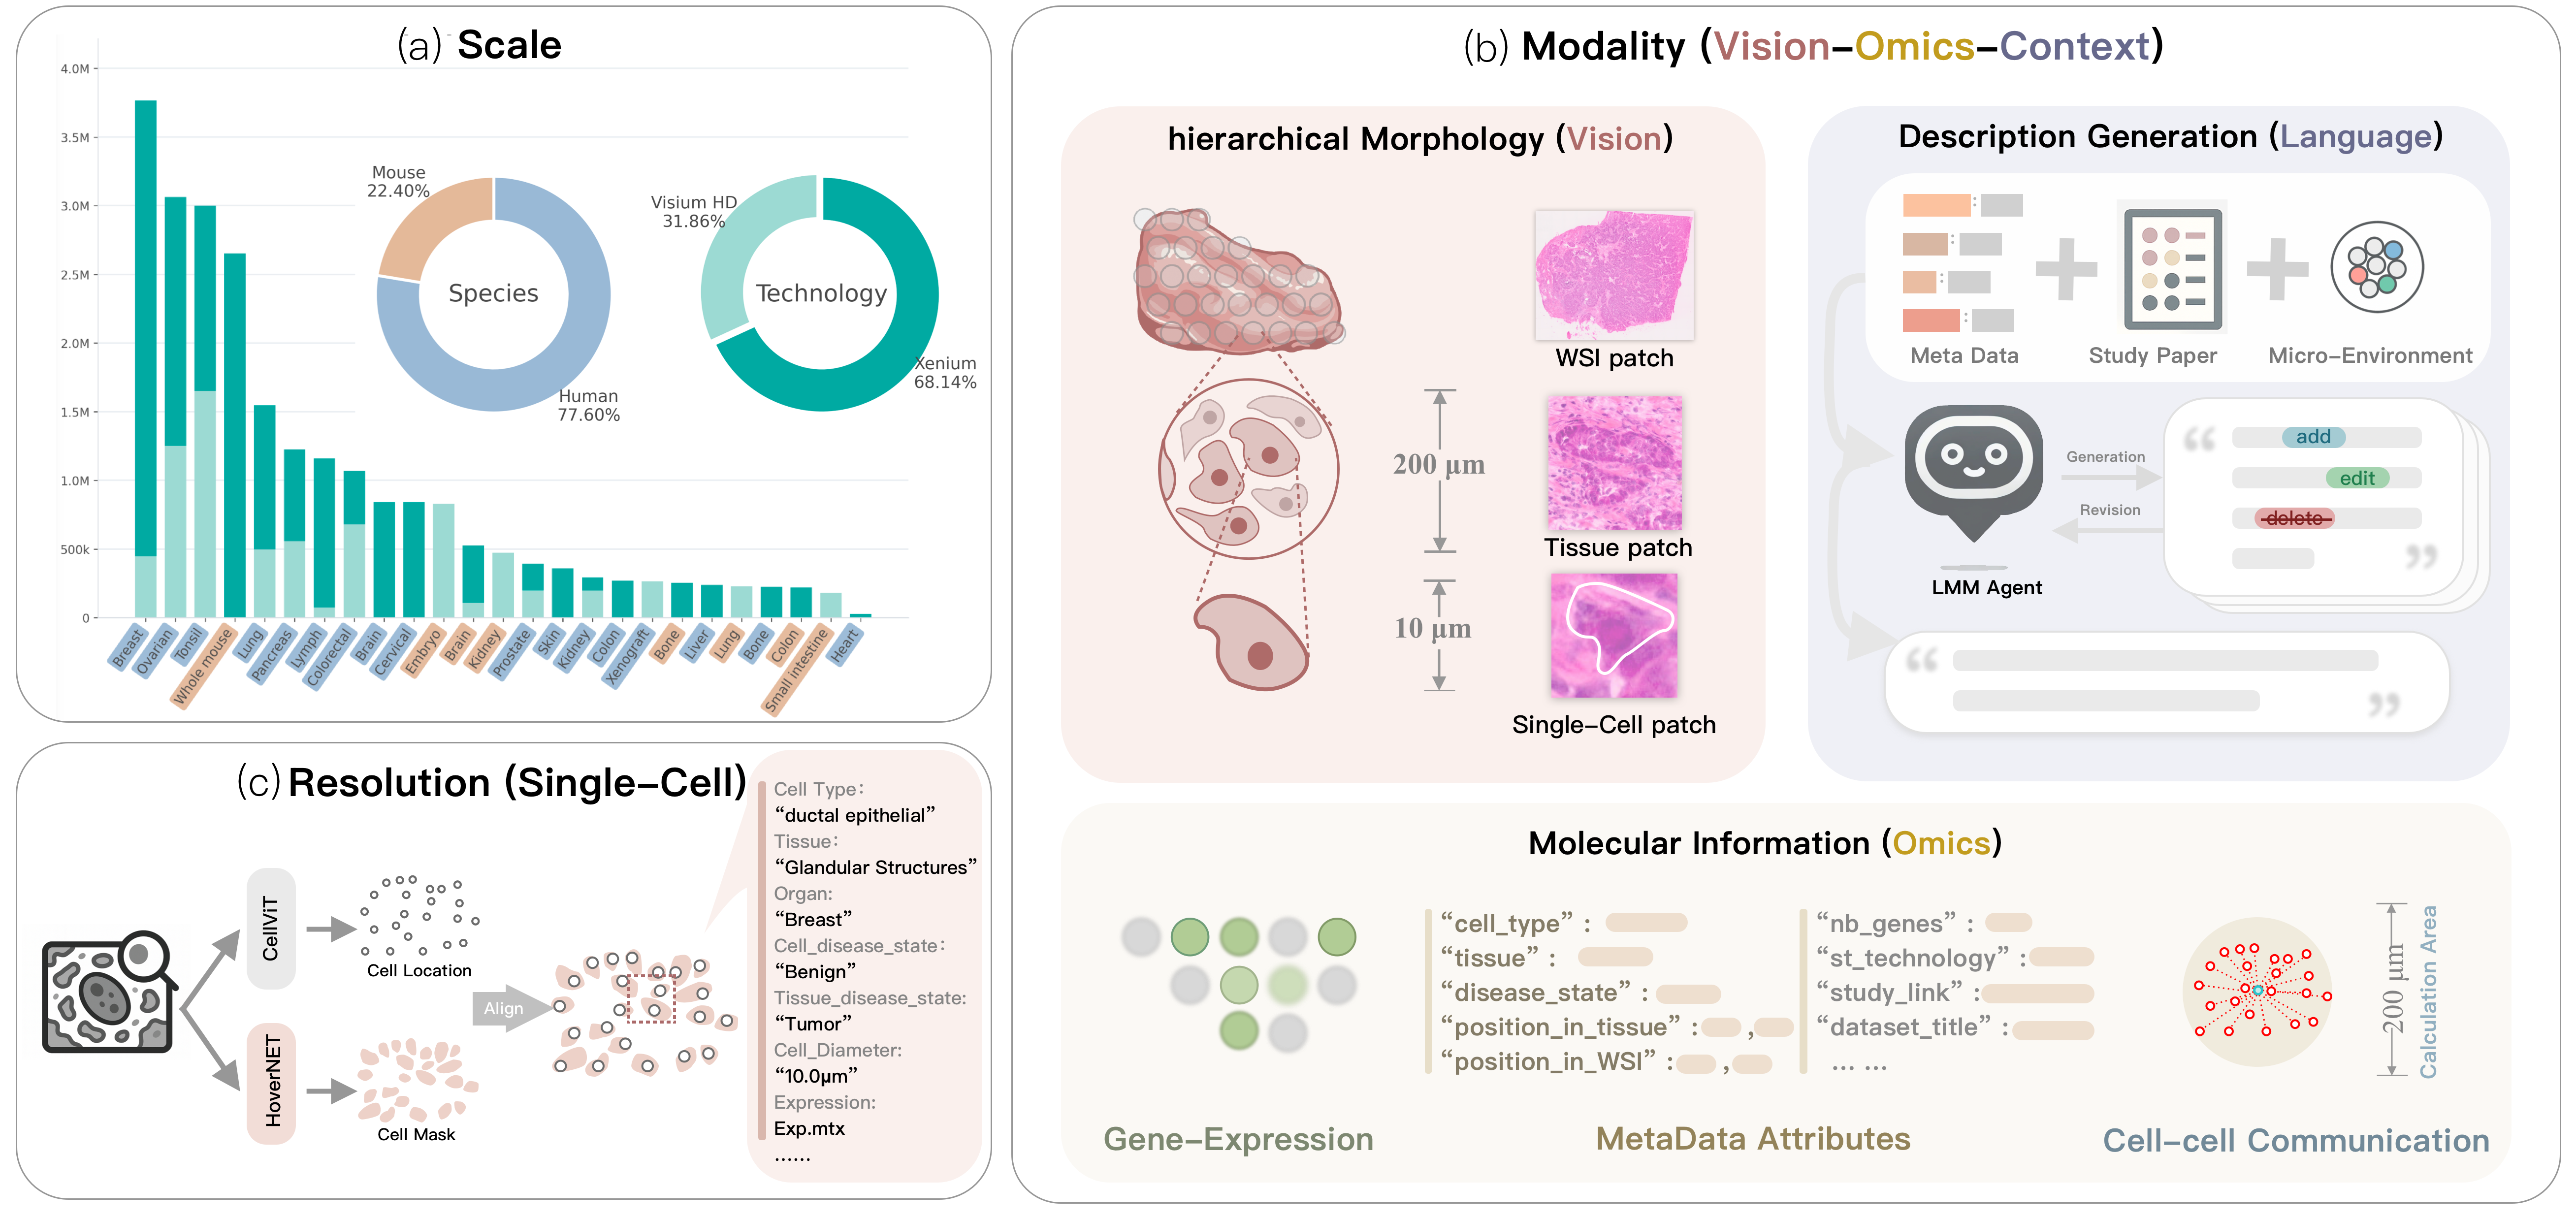 (a) Scale
4.0M
3.5M
3.0M
2.5M
2.0M
1.5M
1.0M
500k
0
Mouse
22.40%
Species
Human
77.60%
Visium HD
31.86%
Technology
Xenium
68.14%
Breast
Ovarian
Tonsil
Whole mouse
Lung
Pancreas
Lymph
Colorectal
Brain
Cervical
Embryo
Brain
Kidney
Prostate
Skin
Kidney
Colon
Xenograft
Bone
Liver
Lung
Bone
Colon
Small intestine
Heart
(b) Modality (Vision–Omics–Context)
hierarchical Morphology (Vision)
WSI patch
200 μm
Tissue patch
10 μm
Single–Cell patch
Description Generation (Language)
Meta Data
Study Paper
Micro–Environment
LMM Agent
Generation
Revision
“
add
edit
delete
”
“
”
Molecular Information (Omics)
Gene–Expression
“cell_type” :
“tissue” :
“disease_state” :
“position_in_tissue” : ,
“position_in_WSI” : ,
“nb_genes” :
“st_technology” :
“study_link” :
“dataset_title” :
... ...
MetaData Attributes
200 μm
Calculation Area
Cell–cell Communication
(c) Resolution (Single–Cell)
CellViT
Cell Location
HoverNET
Cell Mask
Align
Cell Type:
“ductal epithelial”
Tissue:
“Glandular Structures”
Organ:
“Breast”
Cell_disease_state:
“Benign”
Tissue_disease_state:
“Tumor”
Cell_Diameter:
“10.0μm”
Expression:
Exp.mtx
......